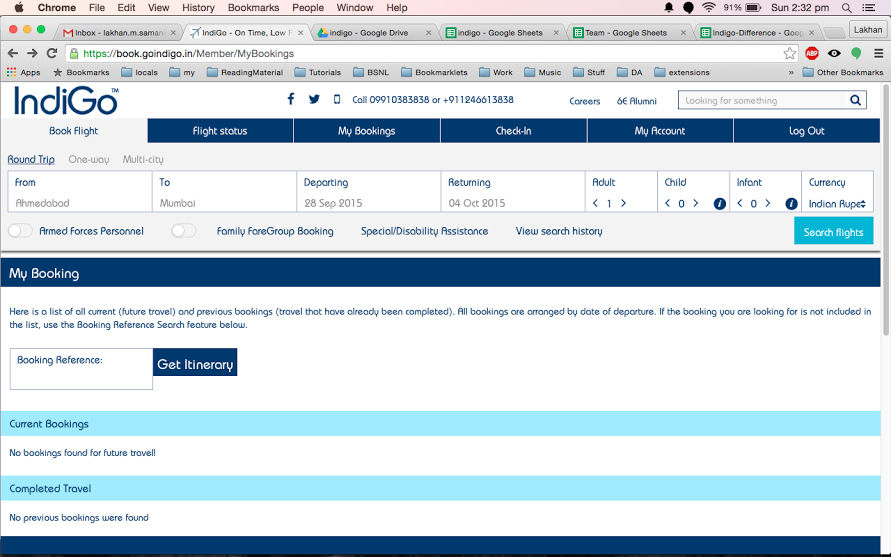 Chrome File Edit View History Bookmarks People Window Help 91% Sun 2:32 pm
Inbox - lakhan.m.saman IndiGo - On Time, Low F indigo - Google Drive indigo - Google Sheets Team - Google Sheets Indigo-Difference - Goog Lakhan
https://book.goindigo.in/Member/MyBookings ABP
Apps Bookmarks locals my ReadingMaterial Tutorials BSNL Bookmarklets Work Music Stuff DA extensions » Other Bookmarks
IndiGo™ Call 09910383838 or +911246613838 Careers 6E Alumni Looking for something
Book Flight Flight status My Bookings Check-In My Account Log Out
Round Trip One-way Multi-city
From To Departing Returning Adult Child Infant Currency
Ahmedabad Mumbai 28 Sep 2015 04 Oct 2015 < 1 > < 0 > i < 0 > i Indian Rupe
Armed Forces Personnel Family ForeGroup Booking Special/Disability Assistance View search history Search flights
My Booking
Here is a list of all current (future travel) and previous bookings (travel that have already been completed). All bookings are arranged by date of departure. If the booking you are looking for is not included in
the list, use the Booking Reference Search feature below.
Booking Reference: Get Itinerary
Current Bookings
No bookings found for future travel!
Completed Travel
No previous bookings were found